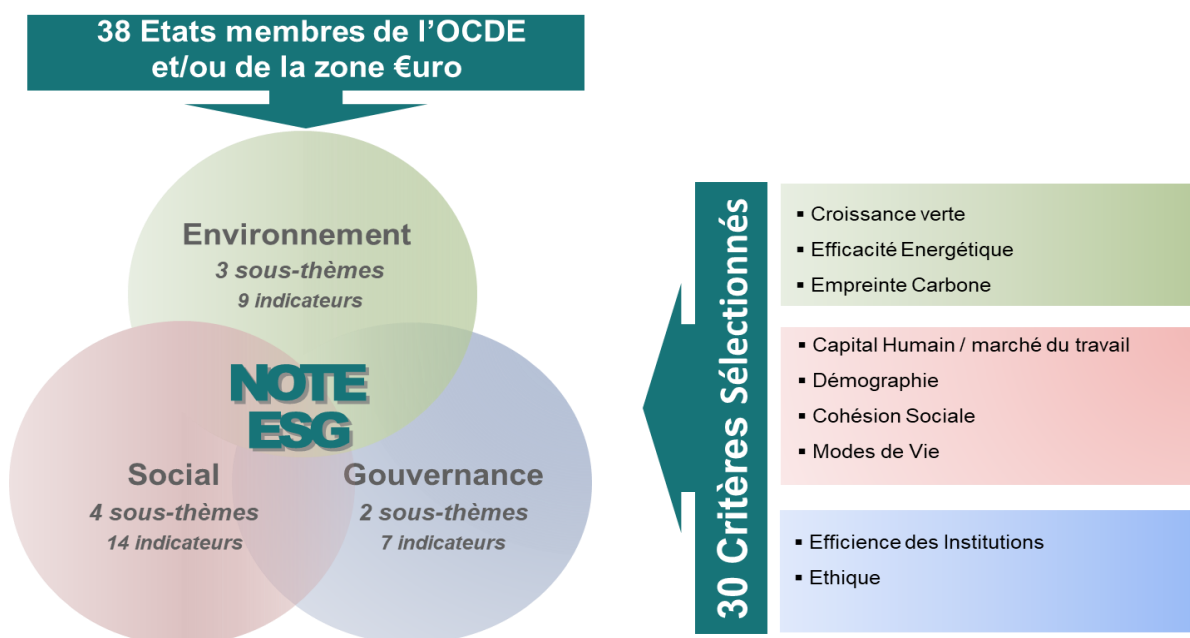 38 Etats membres de l’OCDE
et/ou de la zone €uro
Environnement
3 sous-thèmes
9 indicateurs
NOTE
ESG
Social
4 sous-thèmes
14 indicateurs
Gouvernance
2 sous-thèmes
7 indicateurs
30 Critères Sélectionnés
▪ Croissance verte
▪ Efficacité Energétique
▪ Empreinte Carbone
▪ Capital Humain / marché du travail
▪ Démographie
▪ Cohésion Sociale
▪ Modes de Vie
▪ Efficience des Institutions
▪ Ethique